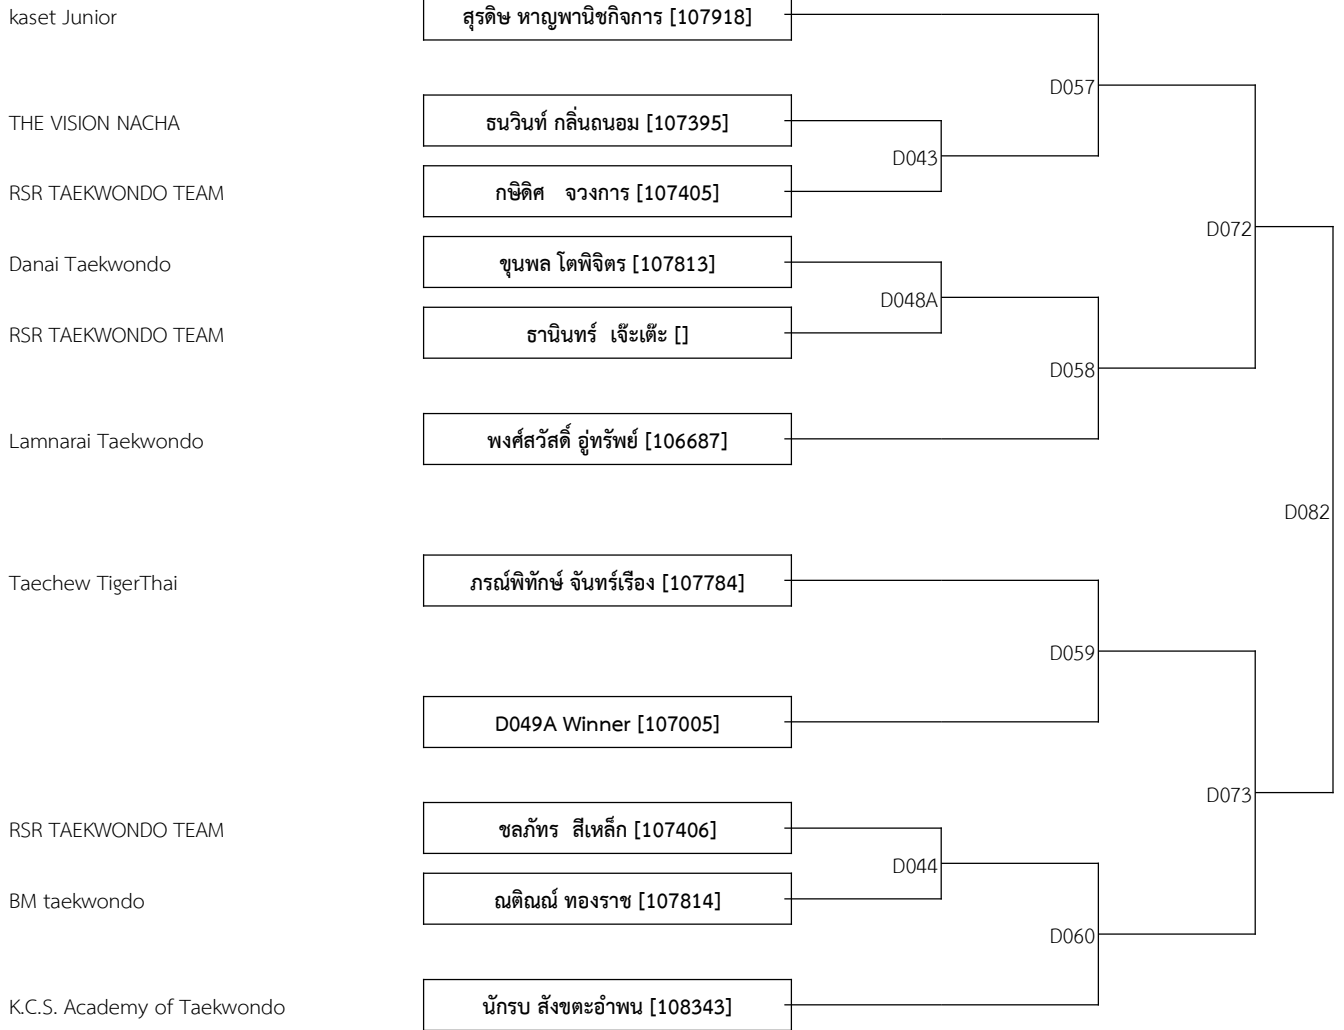 kaset Junior
สุรดิษ หาญพานิชกิจการ [107918]
D057
THE VISION NACHA
ธนวินท์ กลิ่นถนอม [107395]
D043
RSR TAEKWONDO TEAM
กษิดิศ จวงการ [107405]
D072
Danai Taekwondo
ขุนพล โตพิจิตร [107813]
D048A
RSR TAEKWONDO TEAM
ธานินทร์ เจ๊ะเต๊ะ []
D058
Lamnarai Taekwondo
พงศ์สวัสดิ์ อู่ทรัพย์ [106687]
D082
Taechew TigerThai
ภรณ์พิทักษ์ จันทร์เรือง [107784]
D059
D049A Winner [107005]
D073
RSR TAEKWONDO TEAM
ชลภัทร สีเหล็ก [107406]
D044
BM taekwondo
ณติณณ์ ทองราช [107814]
D060
K.C.S. Academy of Taekwondo
นักรบ สังขตะอำพน [108343]